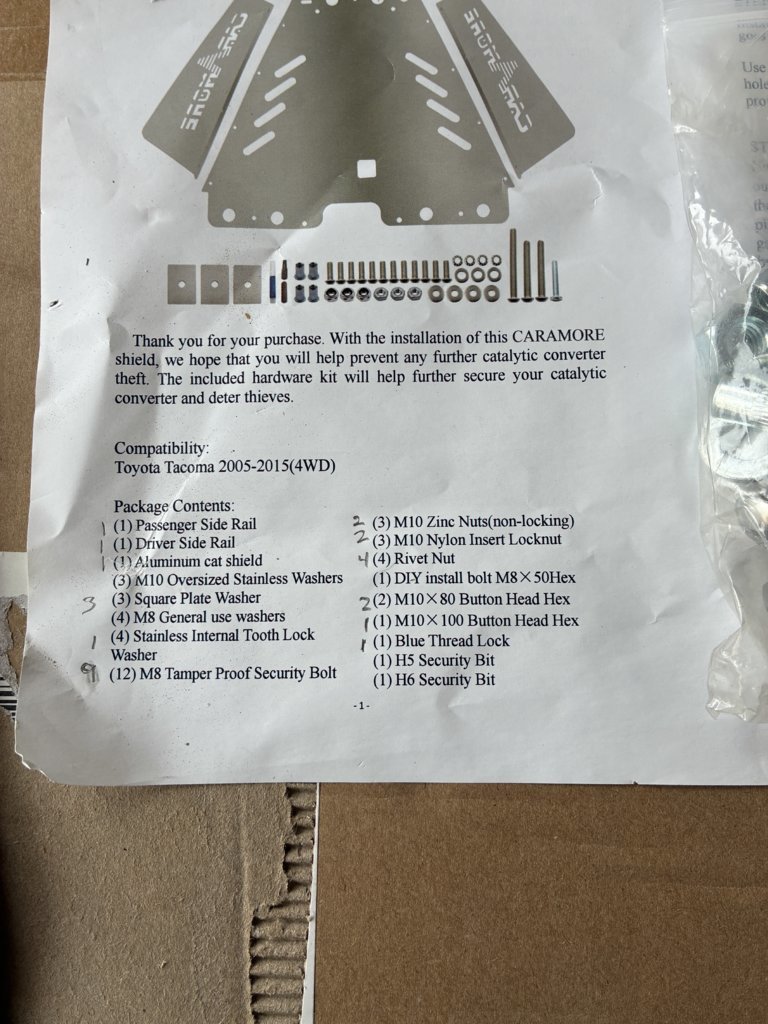 Use
hole
pro
Thank you for your purchase. With the installation of this CARAMORE
shield, we hope that you will help prevent any further catalytic converter
theft. The included hardware kit will help further secure your catalytic
converter and deter thieves.
Compatibility:
Toyota Tacoma 2005-2015(4WD)
Package Contents:
1 (1) Passenger Side Rail
1 (1) Driver Side Rail
1 (1) Aluminum cat shield
(3) M10 Oversized Stainless Washers
3 (3) Square Plate Washer
(4) M8 General use washers
1 (4) Stainless Internal Tooth Lock
Washer
9 (12) M8 Tamper Proof Security Bolt
2 (3) M10 Zinc Nuts(non-locking)
2 (3) M10 Nylon Insert Locknut
4 (4) Rivet Nut
(1) DIY install bolt M8×50Hex
2 (2) M10×80 Button Head Hex
1 (1) M10×100 Button Head Hex
1 (1) Blue Thread Lock
(1) H5 Security Bit
(1) H6 Security Bit
-1-